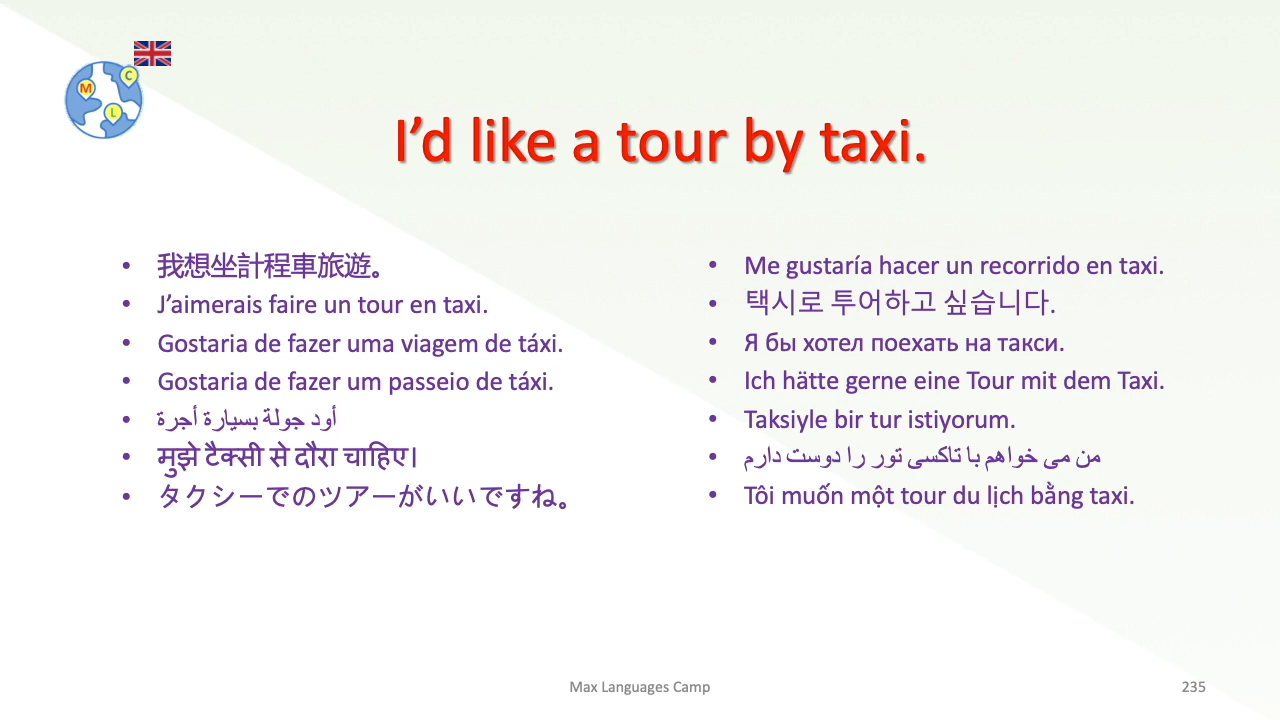 M
C
L
I’d like a tour by taxi.
• 我想坐計程車旅遊。
• J’aimerais faire un tour en taxi.
• Gostaria de fazer uma viagem de táxi.
• Gostaria de fazer um passeio de táxi.
• أود جولة بسيارة أجرة
• मुझे टैक्सी से दौरा चाहिए।
• タクシーでのツアーがいいですね。
• Me gustaría hacer un recorrido en taxi.
• 택시로 투어하고 싶습니다.
• Я бы хотел поехать на такси.
• Ich hätte gerne eine Tour mit dem Taxi.
• Taksiyle bir tur istiyorum.
• من می خواهم با تاکسی تور را دوست دارم
• Tôi muốn một tour du lịch bằng taxi.
Max Languages Camp
235